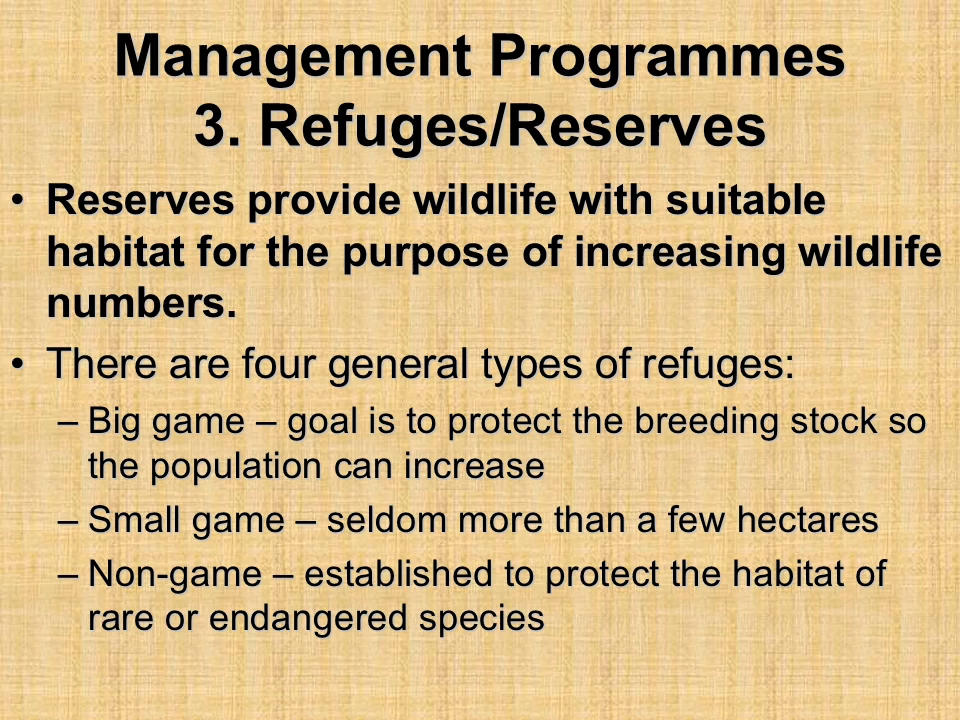 Management Programmes
3. Refuges/Reserves
• Reserves provide wildlife with suitable
habitat for the purpose of increasing wildlife
numbers.
• There are four general types of refuges:
– Big game – goal is to protect the breeding stock so
the population can increase
– Small game – seldom more than a few hectares
– Non-game – established to protect the habitat of
rare or endangered species